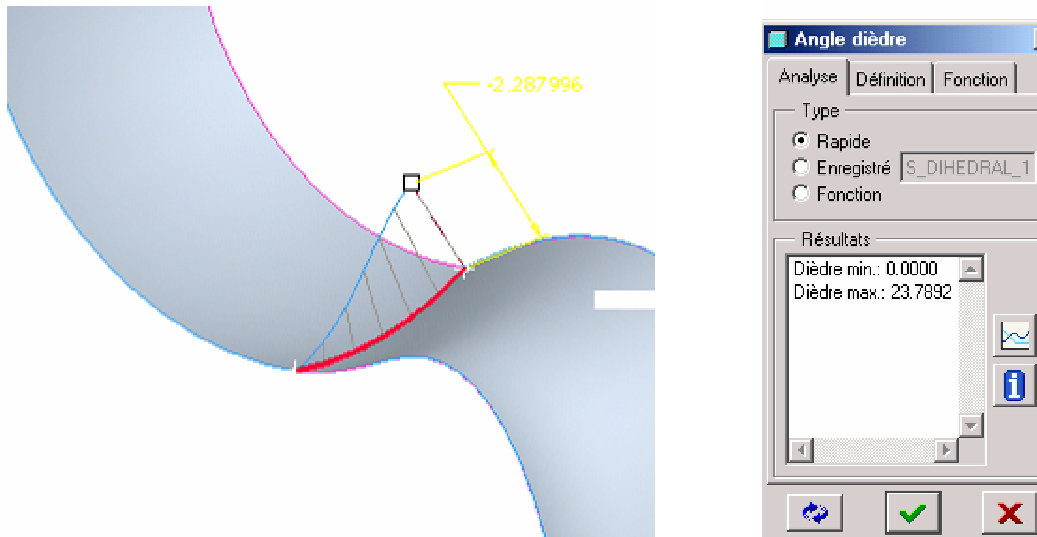 -2.287996
Angle dièdre
Analyse Définition Fonction
Type
Rapide
Enregistré S_DIHEDRAL_1
Fonction
Résultats
Dièdre min.: 0.0000
Dièdre max.: 23.7892